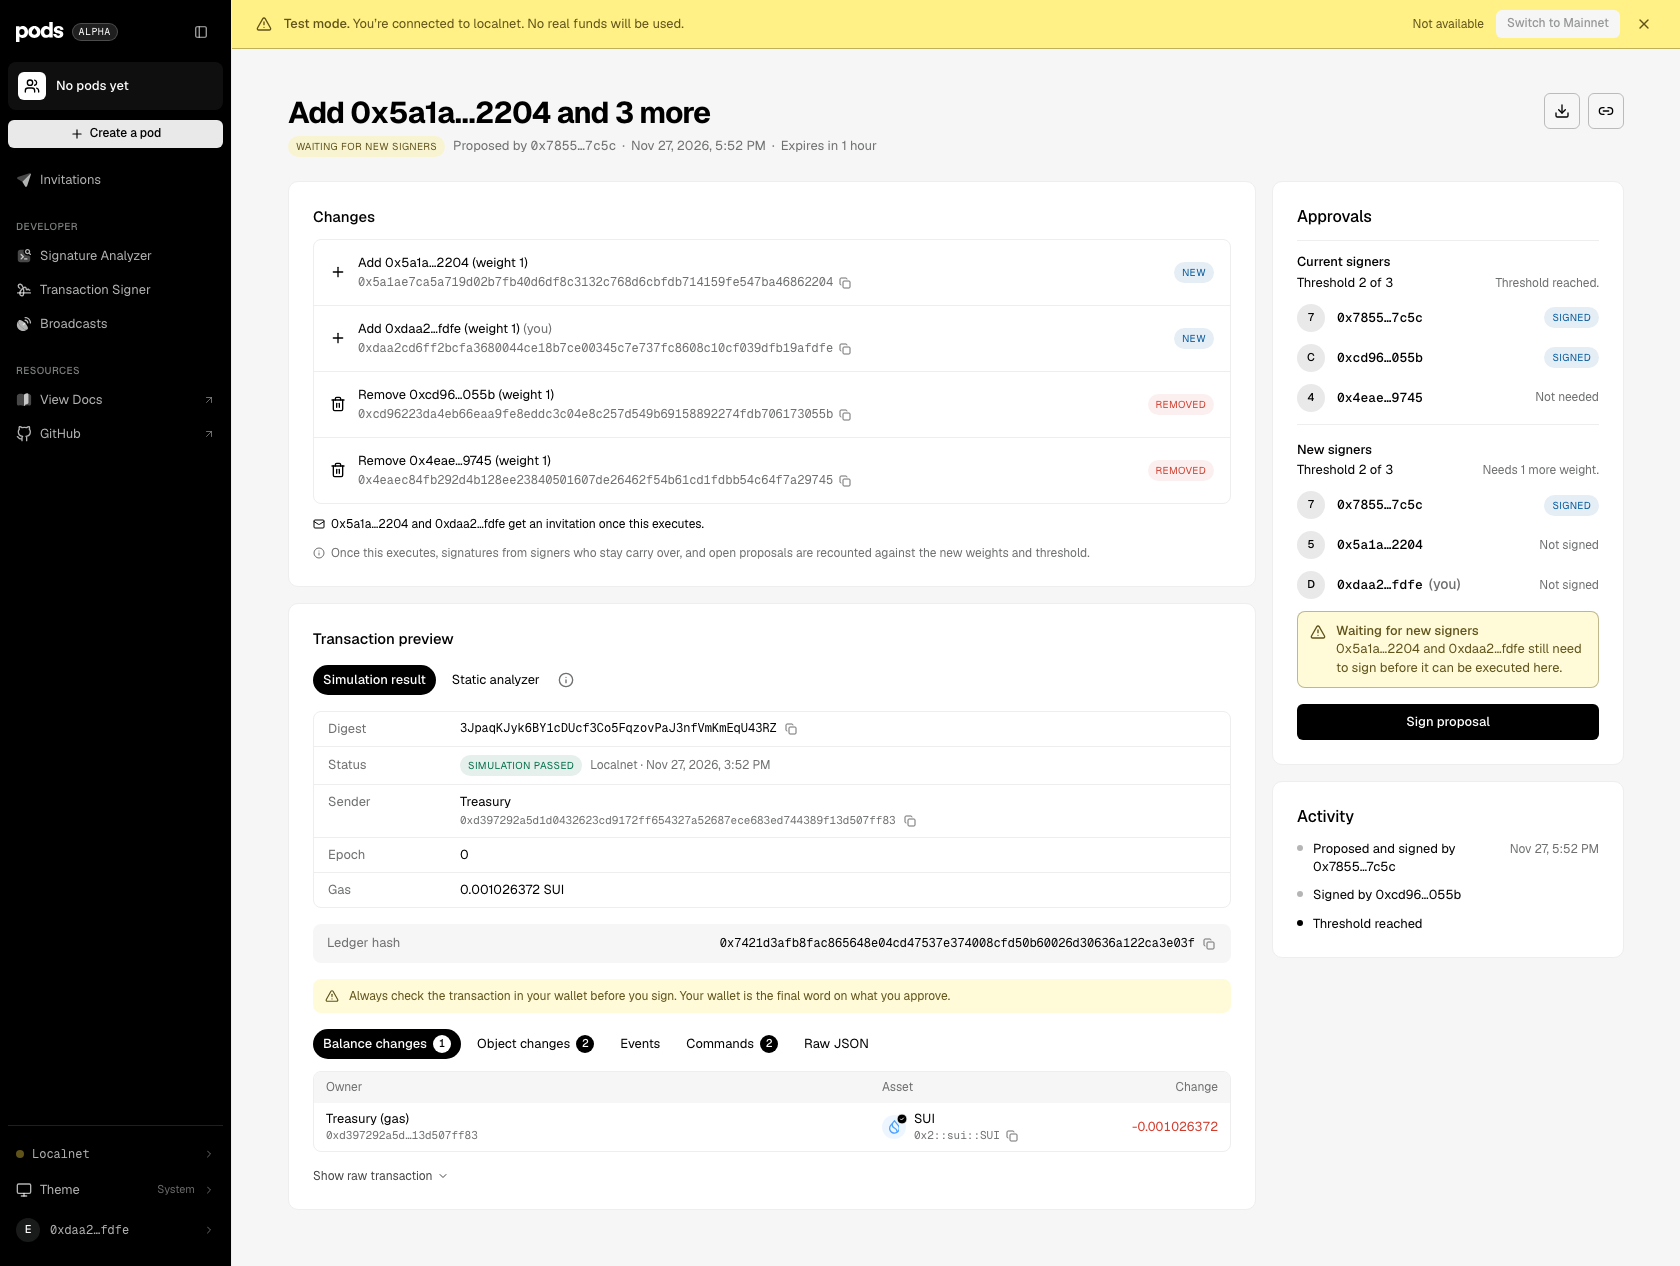 pods ALPHA
No pods yet
Create a pod
Invitations
DEVELOPER
Signature Analyzer
Transaction Signer
Broadcasts
RESOURCES
View Docs
GitHub
Localnet
Theme System
E 0xdaa2…fdfe
Test mode. You're connected to localnet. No real funds will be used.
Not available Switch to Mainnet
Add 0x5a1a…2204 and 3 more
WAITING FOR NEW SIGNERS Proposed by 0x7855…7c5c · Nov 27, 2026, 5:52 PM · Expires in 1 hour
Changes
Add 0x5a1a…2204 (weight 1)
0x5a1ae7ca5a719d02b7fb40d6df8c3132c768d6cbfdb714159fe547ba46862204
NEW
Add 0xdaa2…fdfe (weight 1) (you)
0xdaa2cd6ff2bcfa3680044ce18b7ce00345c7e737fc8608c10cf039dfb19afdfe
NEW
Remove 0xcd96…055b (weight 1)
0xcd96223da4eb66eaa9fe8eddc3c04e8c257d549b69158892274fdb706173055b
REMOVED
Remove 0x4eae…9745 (weight 1)
0x4eaec84fb292d4b128ee23840501607de26462f54b61cd1fdbb54c64f7a29745
REMOVED
0x5a1a…2204 and 0xdaa2…fdfe get an invitation once this executes.
Once this executes, signatures from signers who stay carry over, and open proposals are recounted against the new weights and threshold.
Transaction preview
Simulation result Static analyzer
Digest 3JpaqKJyk6BY1cDUcf3Co5FqzovPaJ3nfVmKmEqU43RZ
Status SIMULATION PASSED Localnet · Nov 27, 2026, 3:52 PM
Sender Treasury
0xd397292a5d1d0432623cd9172ff654327a52687ece683ed744389f13d507ff83
Epoch 0
Gas 0.001026372 SUI
Ledger hash 0x7421d3afb8fac865648e04cd47537e374008cfd50b60026d30636a122ca3e03f
Always check the transaction in your wallet before you sign. Your wallet is the final word on what you approve.
Balance changes 1 Object changes 2 Events Commands 2 Raw JSON
Owner Asset Change
Treasury (gas) SUI
0xd397292a5d…13d507ff83 0x2::sui::SUI -0.001026372
Show raw transaction
Approvals
Current signers
Threshold 2 of 3 Threshold reached.
7 0x7855…7c5c SIGNED
C 0xcd96…055b SIGNED
4 0x4eae…9745 Not needed
New signers
Threshold 2 of 3 Needs 1 more weight.
7 0x7855…7c5c SIGNED
5 0x5a1a…2204 Not signed
D 0xdaa2…fdfe (you) Not signed
Waiting for new signers
0x5a1a…2204 and 0xdaa2…fdfe still need
to sign before it can be executed here.
Sign proposal
Activity
Proposed and signed by Nov 27, 5:52 PM
0x7855…7c5c
Signed by 0xcd96…055b
Threshold reached